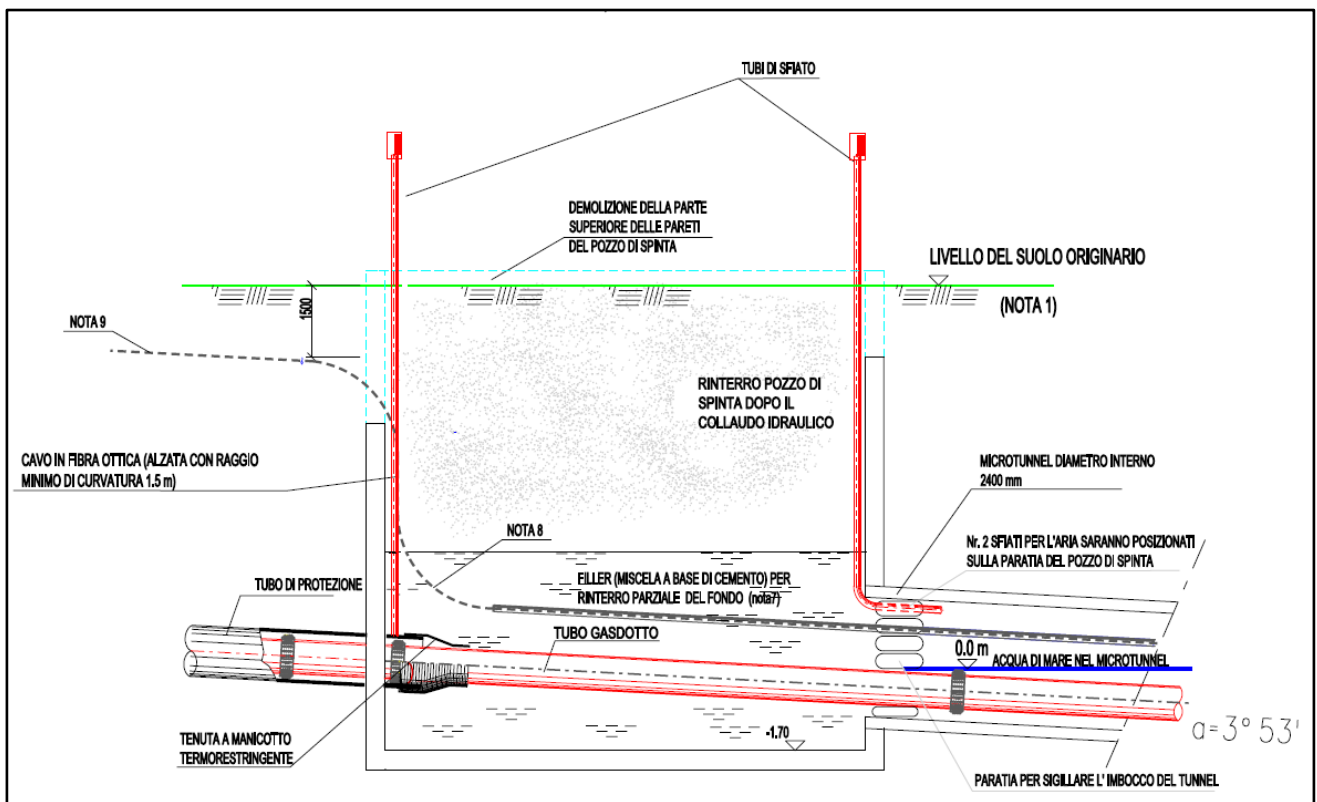 TUBI DI SFIATO
DEMOLIZIONE DELLA PARTE
SUPERIORE DELLE PARETI
DEL POZZO DI SPINTA
LIVELLO DEL SUOLO ORIGINARIO
(NOTA 1)
1500
NOTA 9
RINTERRO POZZO DI
SPINTA DOPO IL
COLLAUDO IDRAULICO
CAVO IN FIBRA OTTICA (ALZATA CON RAGGIO
MINIMO DI CURVATURA 1.5 m)
MICROTUNNEL DIAMETRO INTERNO
2400 mm
NOTA 8
Nr. 2 SFIATI PER L'ARIA SARANNO POSIZIONATI
SULLA PARATIA DEL POZZO DI SPINTA
TUBO DI PROTEZIONE
FILLER (MISCELA A BASE DI CEMENTO) PER
RINTERRO PARZIALE DEL FONDO (nota7)
TUBO GASDOTTO
0.0 m
ACQUA DI MARE NEL MICROTUNNEL
-1.70
a=3°53'
TENUTA A MANICOTTO
TERMORESTRINGENTE
PARATIA PER SIGILLARE L' IMBOCCO DEL TUNNEL